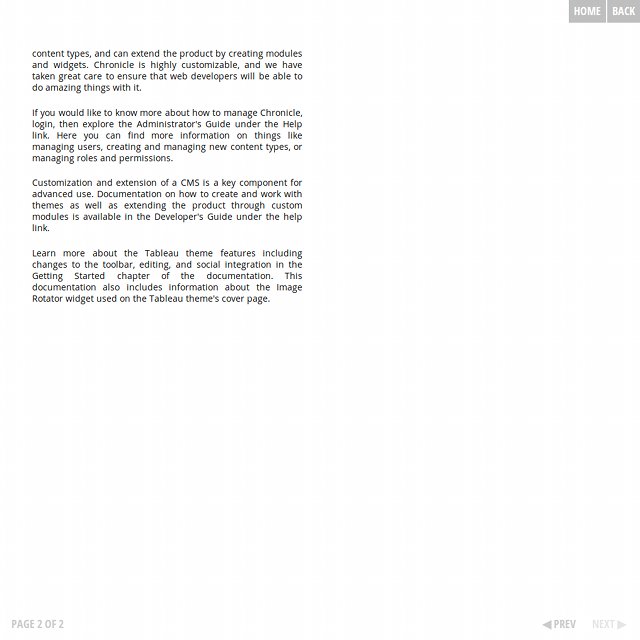 HOME BACK
content types, and can extend the product by creating modules
and widgets. Chronicle is highly customizable, and we have
taken great care to ensure that web developers will be able to
do amazing things with it.
If you would like to know more about how to manage Chronicle,
login, then explore the Administrator's Guide under the Help
link. Here you can find more information on things like
managing users, creating and managing new content types, or
managing roles and permissions.
Customization and extension of a CMS is a key component for
advanced use. Documentation on how to create and work with
themes as well as extending the product through custom
modules is available in the Developer's Guide under the help
link.
Learn more about the Tableau theme features including
changes to the toolbar, editing, and social integration in the
Getting Started chapter of the documentation. This
documentation also includes information about the Image
Rotator widget used on the Tableau theme's cover page.
PAGE 2 OF 2 ◀ PREV NEXT ▶